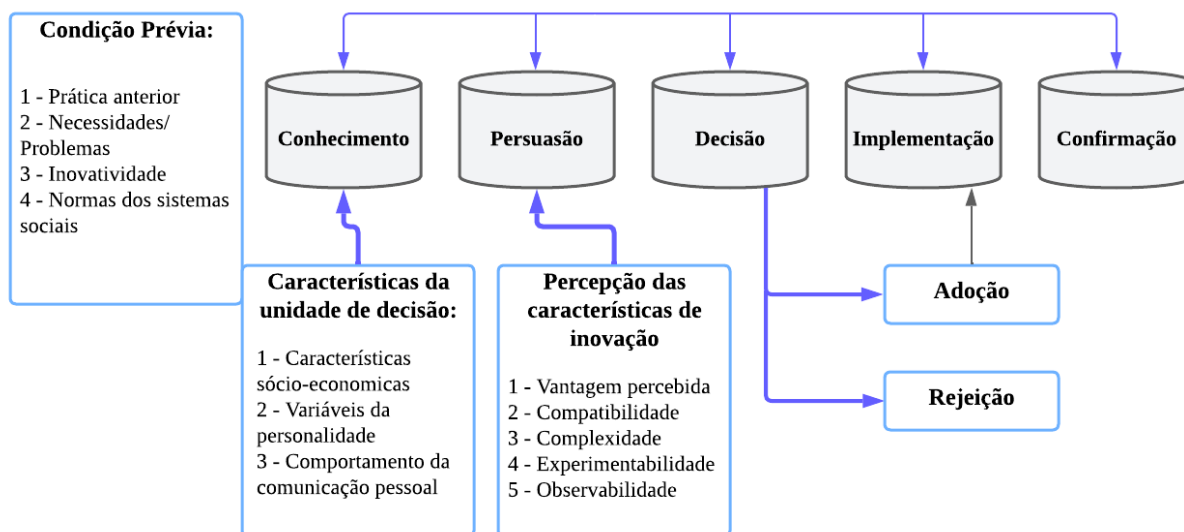 Condição Prévia:
1 - Prática anterior
2 - Necessidades/
Problemas
3 - Inovatividade
4 - Normas dos sistemas
sociais
Conhecimento
Persuasão
Decisão
Implementação
Confirmação
Características da
unidade de decisão:
1 - Características
sócio-economicas
2 - Variáveis da
personalidade
3 - Comportamento da
comunicação pessoal
Percepção das
características de
inovação
1 - Vantagem percebida
2 - Compatibilidade
3 - Complexidade
4 - Experimentabilidade
5 - Observabilidade
Adoção
Rejeição